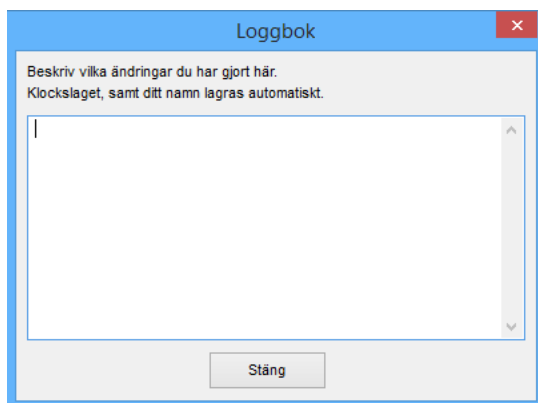 Loggbok
Beskriv vilka ändringar du har gjort här.
Klockslaget, samt ditt namn lagras automatiskt.
Stäng